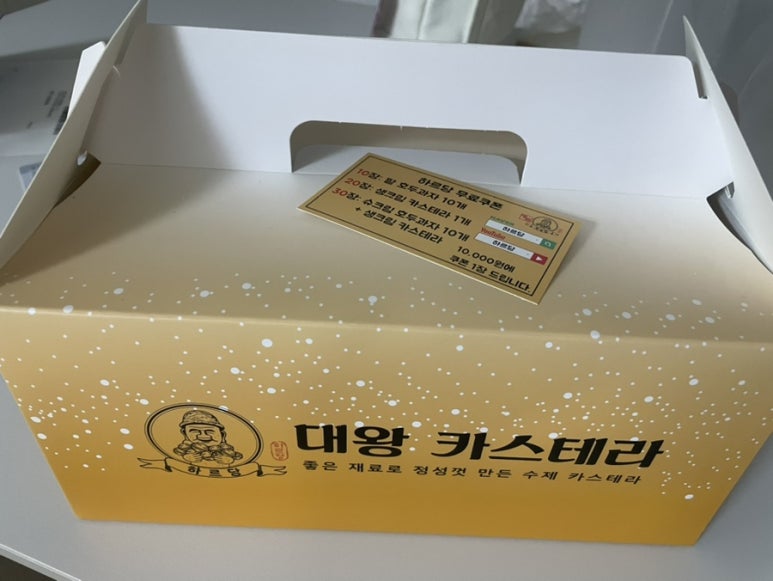 하르당 무료쿠폰
10장: 팥 호두과자 10개
20장: 생크림 카스테라 1개
30장: 슈크림 호두과자 10개
+ 생크림 카스테라
하르당
YouTube
하르당
10,000원에
쿠폰 1장 드립니다.
하르당
대왕 카스테라
좋은 재료로 정성껏 만든 수제 카스테라